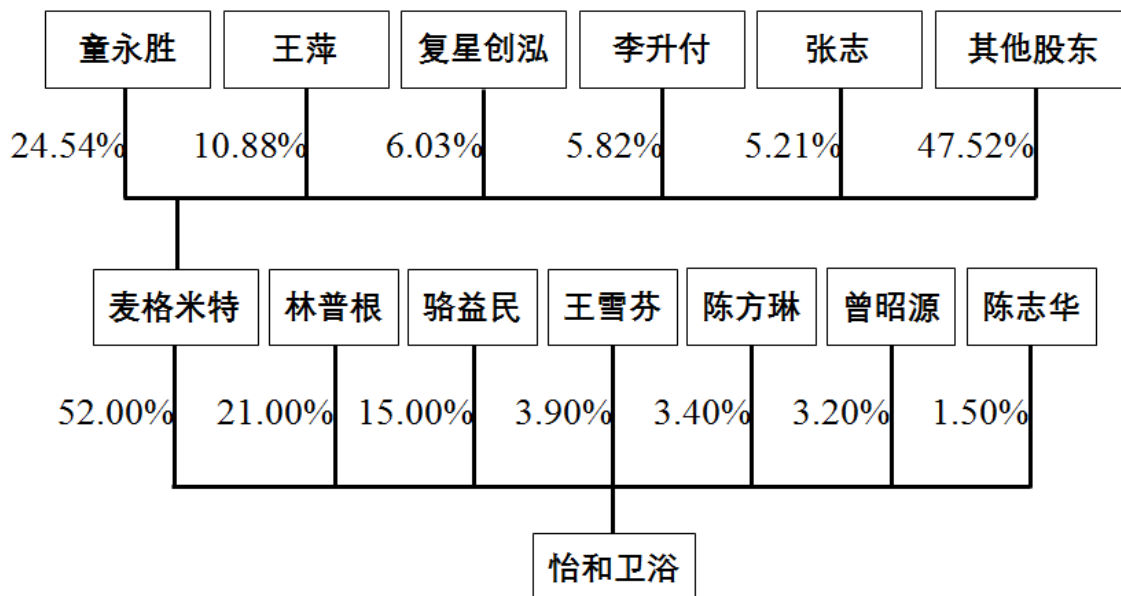 童永胜 王萍 复星创泓 李升付 张志 其他股东
24.54% 10.88% 6.03% 5.82% 5.21% 47.52%
麦格米特 林普根 骆益民 王雪芬 陈方琳 曾昭源 陈志华
52.00% 21.00% 15.00% 3.90% 3.40% 3.20% 1.50%
怡和卫浴